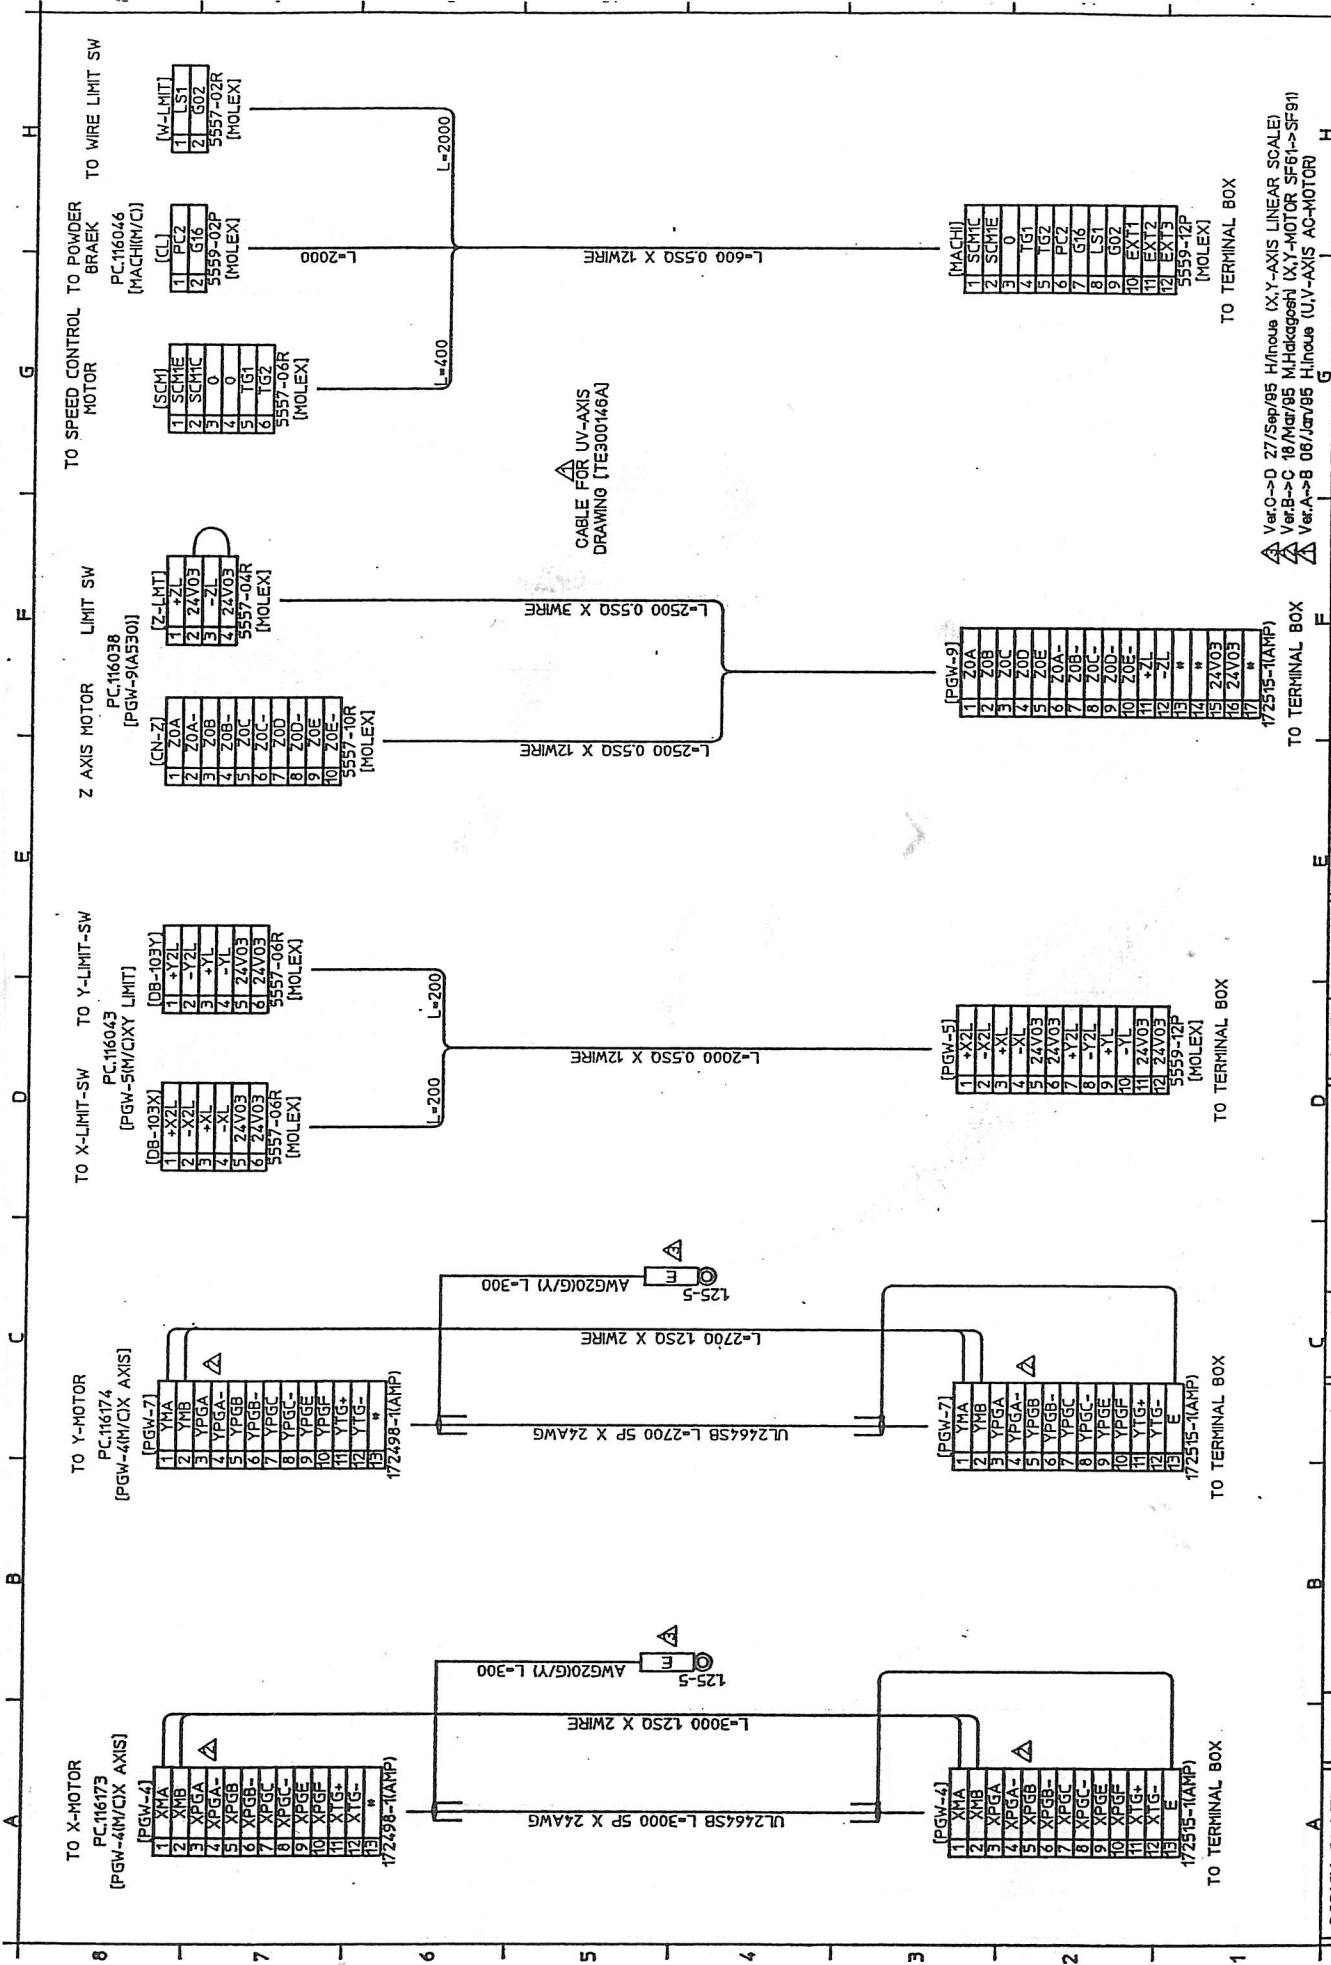 A
B
C
D
E
F
G
H
8
7
6
5
4
3
2
1
TO X-MOTOR
PC.116173
[PGW-4(M/C)X AXIS]
[PGW-4]
1 XMA
2 XMB
3 XPGA
4 XPGA-
5 XPGB
6 XPGB-
7 XPGC
8 XPGC-
9 XPGE
10 XPGF
11 XTG+
12 XTG-
13 *
172498-1(AMP)
2
AWG20(G/Y) L=300
E
1.25-5
3
L=3000 1.2SQ X 2WIRE
UL2464SB L=3000 5P X 24AWG
[PGW-4]
1 XMA
2 XMB
3 XPGA
4 XPGA-
5 XPGB
6 XPGB-
7 XPGC
8 XPGC-
9 XPGE
10 XPGF
11 XTG+
12 XTG-
13 E
172515-1(AMP)
2
TO TERMINAL BOX
TO Y-MOTOR
PC.116174
[PGW-4(M/C)X AXIS]
[PGW-7]
1 YMA
2 YMB
3 YPGA
4 YPGA-
5 YPGB
6 YPGB-
7 YPGC
8 YPGC-
9 YPGE
10 YPGF
11 YTG+
12 YTG-
13 *
172498-1(AMP)
2
AWG20(G/Y) L=300
E
1.25-5
3
L=2700 1.2SQ X 2WIRE
UL2464SB L=2700 5P X 24AWG
[PGW-7]
1 YMA
2 YMB
3 YPGA
4 YPGA-
5 YPGB
6 YPGB-
7 YPGC
8 YPGC-
9 YPGE
10 YPGF
11 YTG+
12 YTG-
13 E
172515-1(AMP)
2
TO TERMINAL BOX
TO X-LIMIT-SW TO Y-LIMIT-SW
PC.116043
[PGW-5(M/C)XY LIMIT]
[DB-103X]
1 +X2L
2 -X2L
3 +XL
4 -XL
5 24V03
6 24V03
5557-06R
[MOLEX]
[DB-103Y]
1 +Y2L
2 -Y2L
3 +YL
4 -YL
5 24V03
6 24V03
5557-06R
[MOLEX]
L=200
L=200
L=2000 0.5SQ X 12WIRE
[PGW-5]
1 +X2L
2 -X2L
3 +XL
4 -XL
5 24V03
6 24V03
7 +Y2L
8 -Y2L
9 +YL
10 -YL
11 24V03
12 24V03
5559-12P
[MOLEX]
TO TERMINAL BOX
Z AXIS MOTOR LIMIT SW
PC.116038
[PGW-9(A530)]
[CN-Z]
1 Z0A
2 Z0A-
3 Z0B
4 Z0B-
5 Z0C
6 Z0C-
7 Z0D
8 Z0D-
9 Z0E
10 Z0E-
5557-10R
[MOLEX]
[Z-LMT]
1 +ZL
2 24V03
3 -ZL
4 24V03
5557-04R
[MOLEX]
L=2500 0.5SQ X 12WIRE
L=2500 0.5SQ X 3WIRE
[PGW-9]
1 Z0A
2 Z0B
3 Z0C
4 Z0D
5 Z0E
6 Z0A-
7 Z0B-
8 Z0C-
9 Z0D-
10 Z0E-
11 +ZL
12 -ZL
13 *
14 *
15 24V03
16 24V03
17 *
172515-1(AMP)
TO TERMINAL BOX
1
CABLE FOR UV-AXIS
DRAWING [TE300146A]
TO SPEED CONTROL MOTOR
TO POWDER BRAEK
TO WIRE LIMIT SW
PC.116046
[MACHI(M/C)]
[SCM]
1 SCM1E
2 SCM1C
3 0
4 0
5 TG1
6 TG2
5557-06R
[MOLEX]
[CL]
1 PC2
2 G16
5559-02P
[MOLEX]
[W-LMIT]
1 LS1
2 G02
5557-02R
[MOLEX]
L=400
L=2000
L=2000
L=600 0.5SQ X 12WIRE
[MACHI]
1 SCM1C
2 SCM1E
3 0
4 TG1
5 TG2
6 PC2
7 G16
8 LS1
9 G02
10 EXT1
11 EXT2
12 EXT3
5559-12P
[MOLEX]
TO TERMINAL BOX
3 Ver.C->D 27/Sep/95 H.Inoue (X,Y-AXIS LINEAR SCALE)
2 Ver.B->C 18/Mar/95 M.Hakagoshi (X,Y-MOTOR SF61->SF91)
1 Ver.A->B 06/Jan/95 H.Inoue (U,V-AXIS AC-MOTOR)
A
B
C
D
E
F
G
H